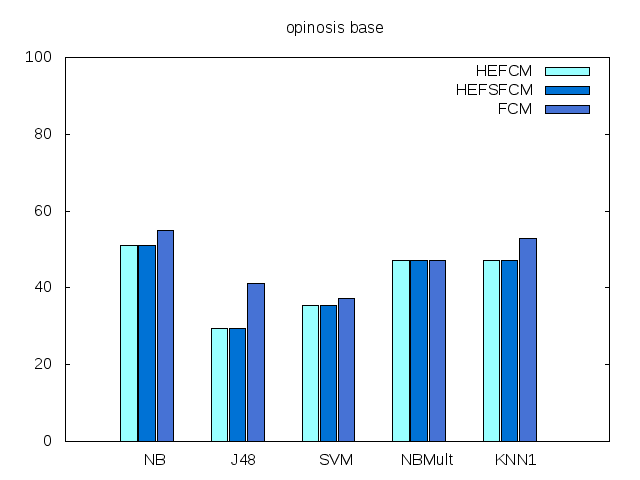 opinosis base
100
80
60
40
20
0
HEFCM
HEFSFCM
FCM
NB J48 SVM NBMult KNN1